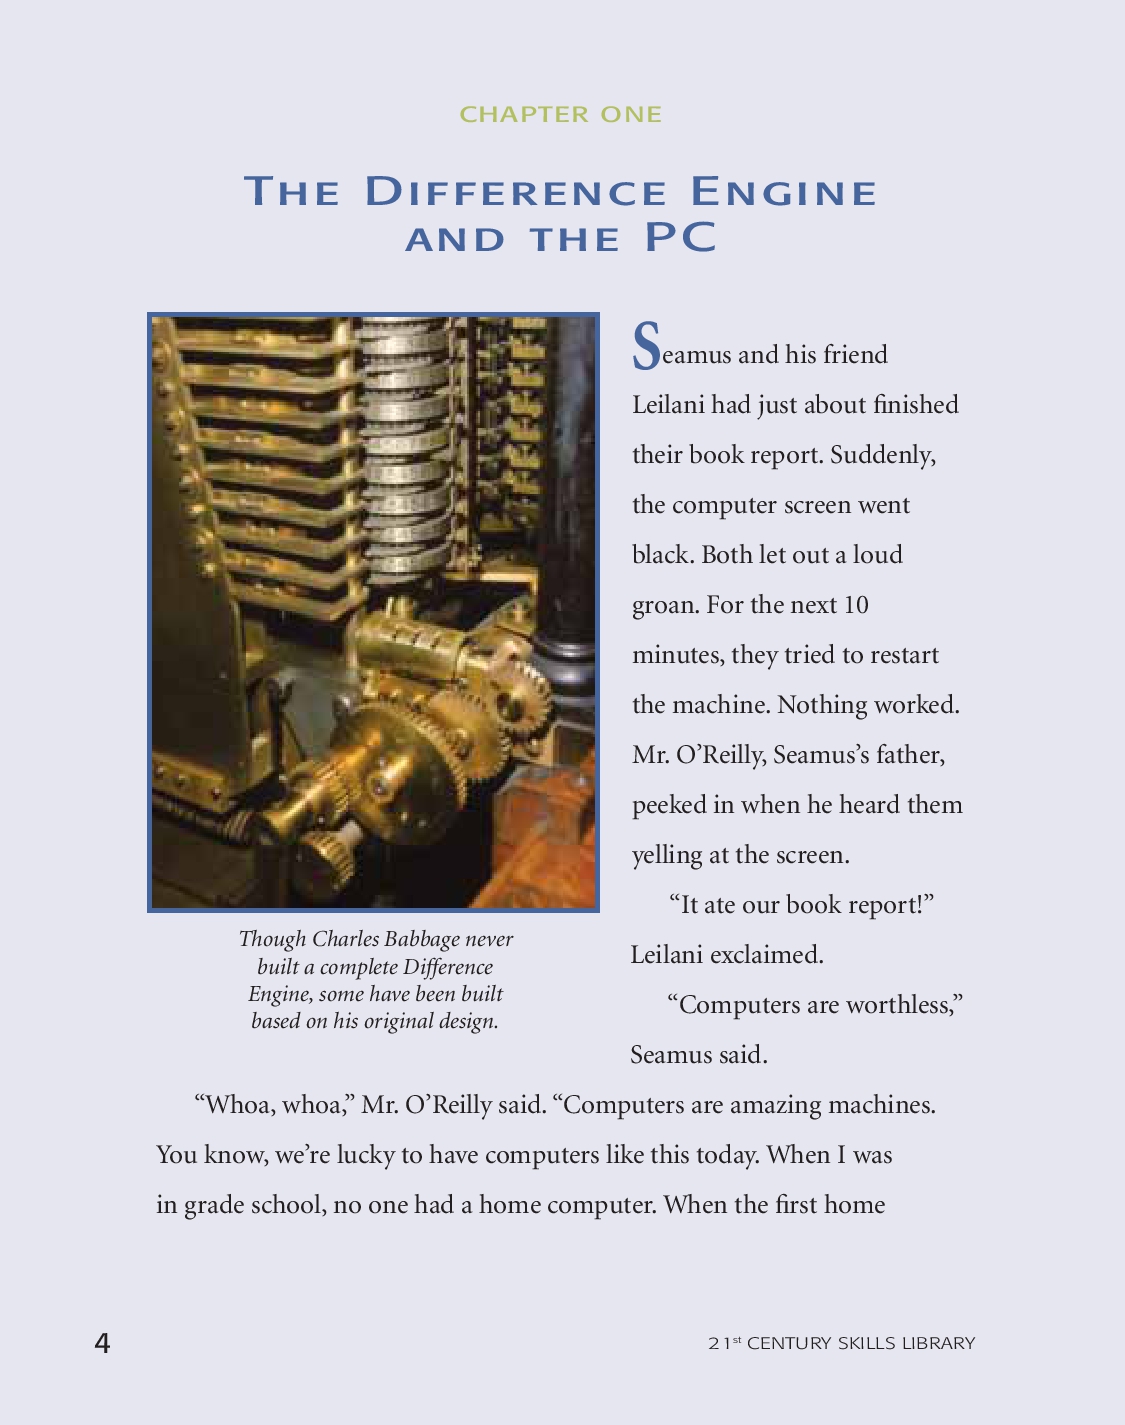 CHAPTER ONE
THE DIFFERENCE ENGINE
AND THE PC
Seamus and his friend
Leilani had just about finished
their book report. Suddenly,
the computer screen went
black. Both let out a loud
groan. For the next 10
minutes, they tried to restart
the machine. Nothing worked.
Mr. O’Reilly, Seamus’s father,
peeked in when he heard them
yelling at the screen.
“It ate our book report!”
Leilani exclaimed.
“Computers are worthless,”
Seamus said.
Though Charles Babbage never
built a complete Difference
Engine, some have been built
based on his original design.
“Whoa, whoa,” Mr. O’Reilly said. “Computers are amazing machines.
You know, we’re lucky to have computers like this today. When I was
in grade school, no one had a home computer. When the first home
4
21st CENTURY SKILLS LIBRARY